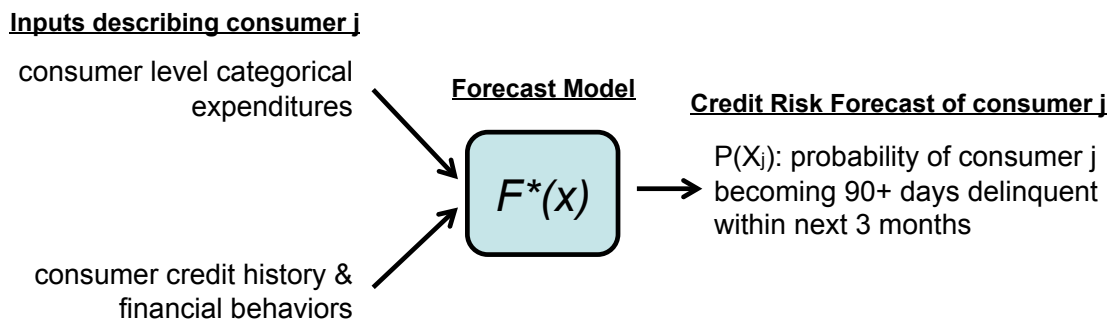 Inputs describing consumer j
consumer level categorical
expenditures
consumer credit history &
financial behaviors
Forecast Model
F*(x)
Credit Risk Forecast of consumer j
P(Xj): probability of consumer j
becoming 90+ days delinquent
within next 3 months